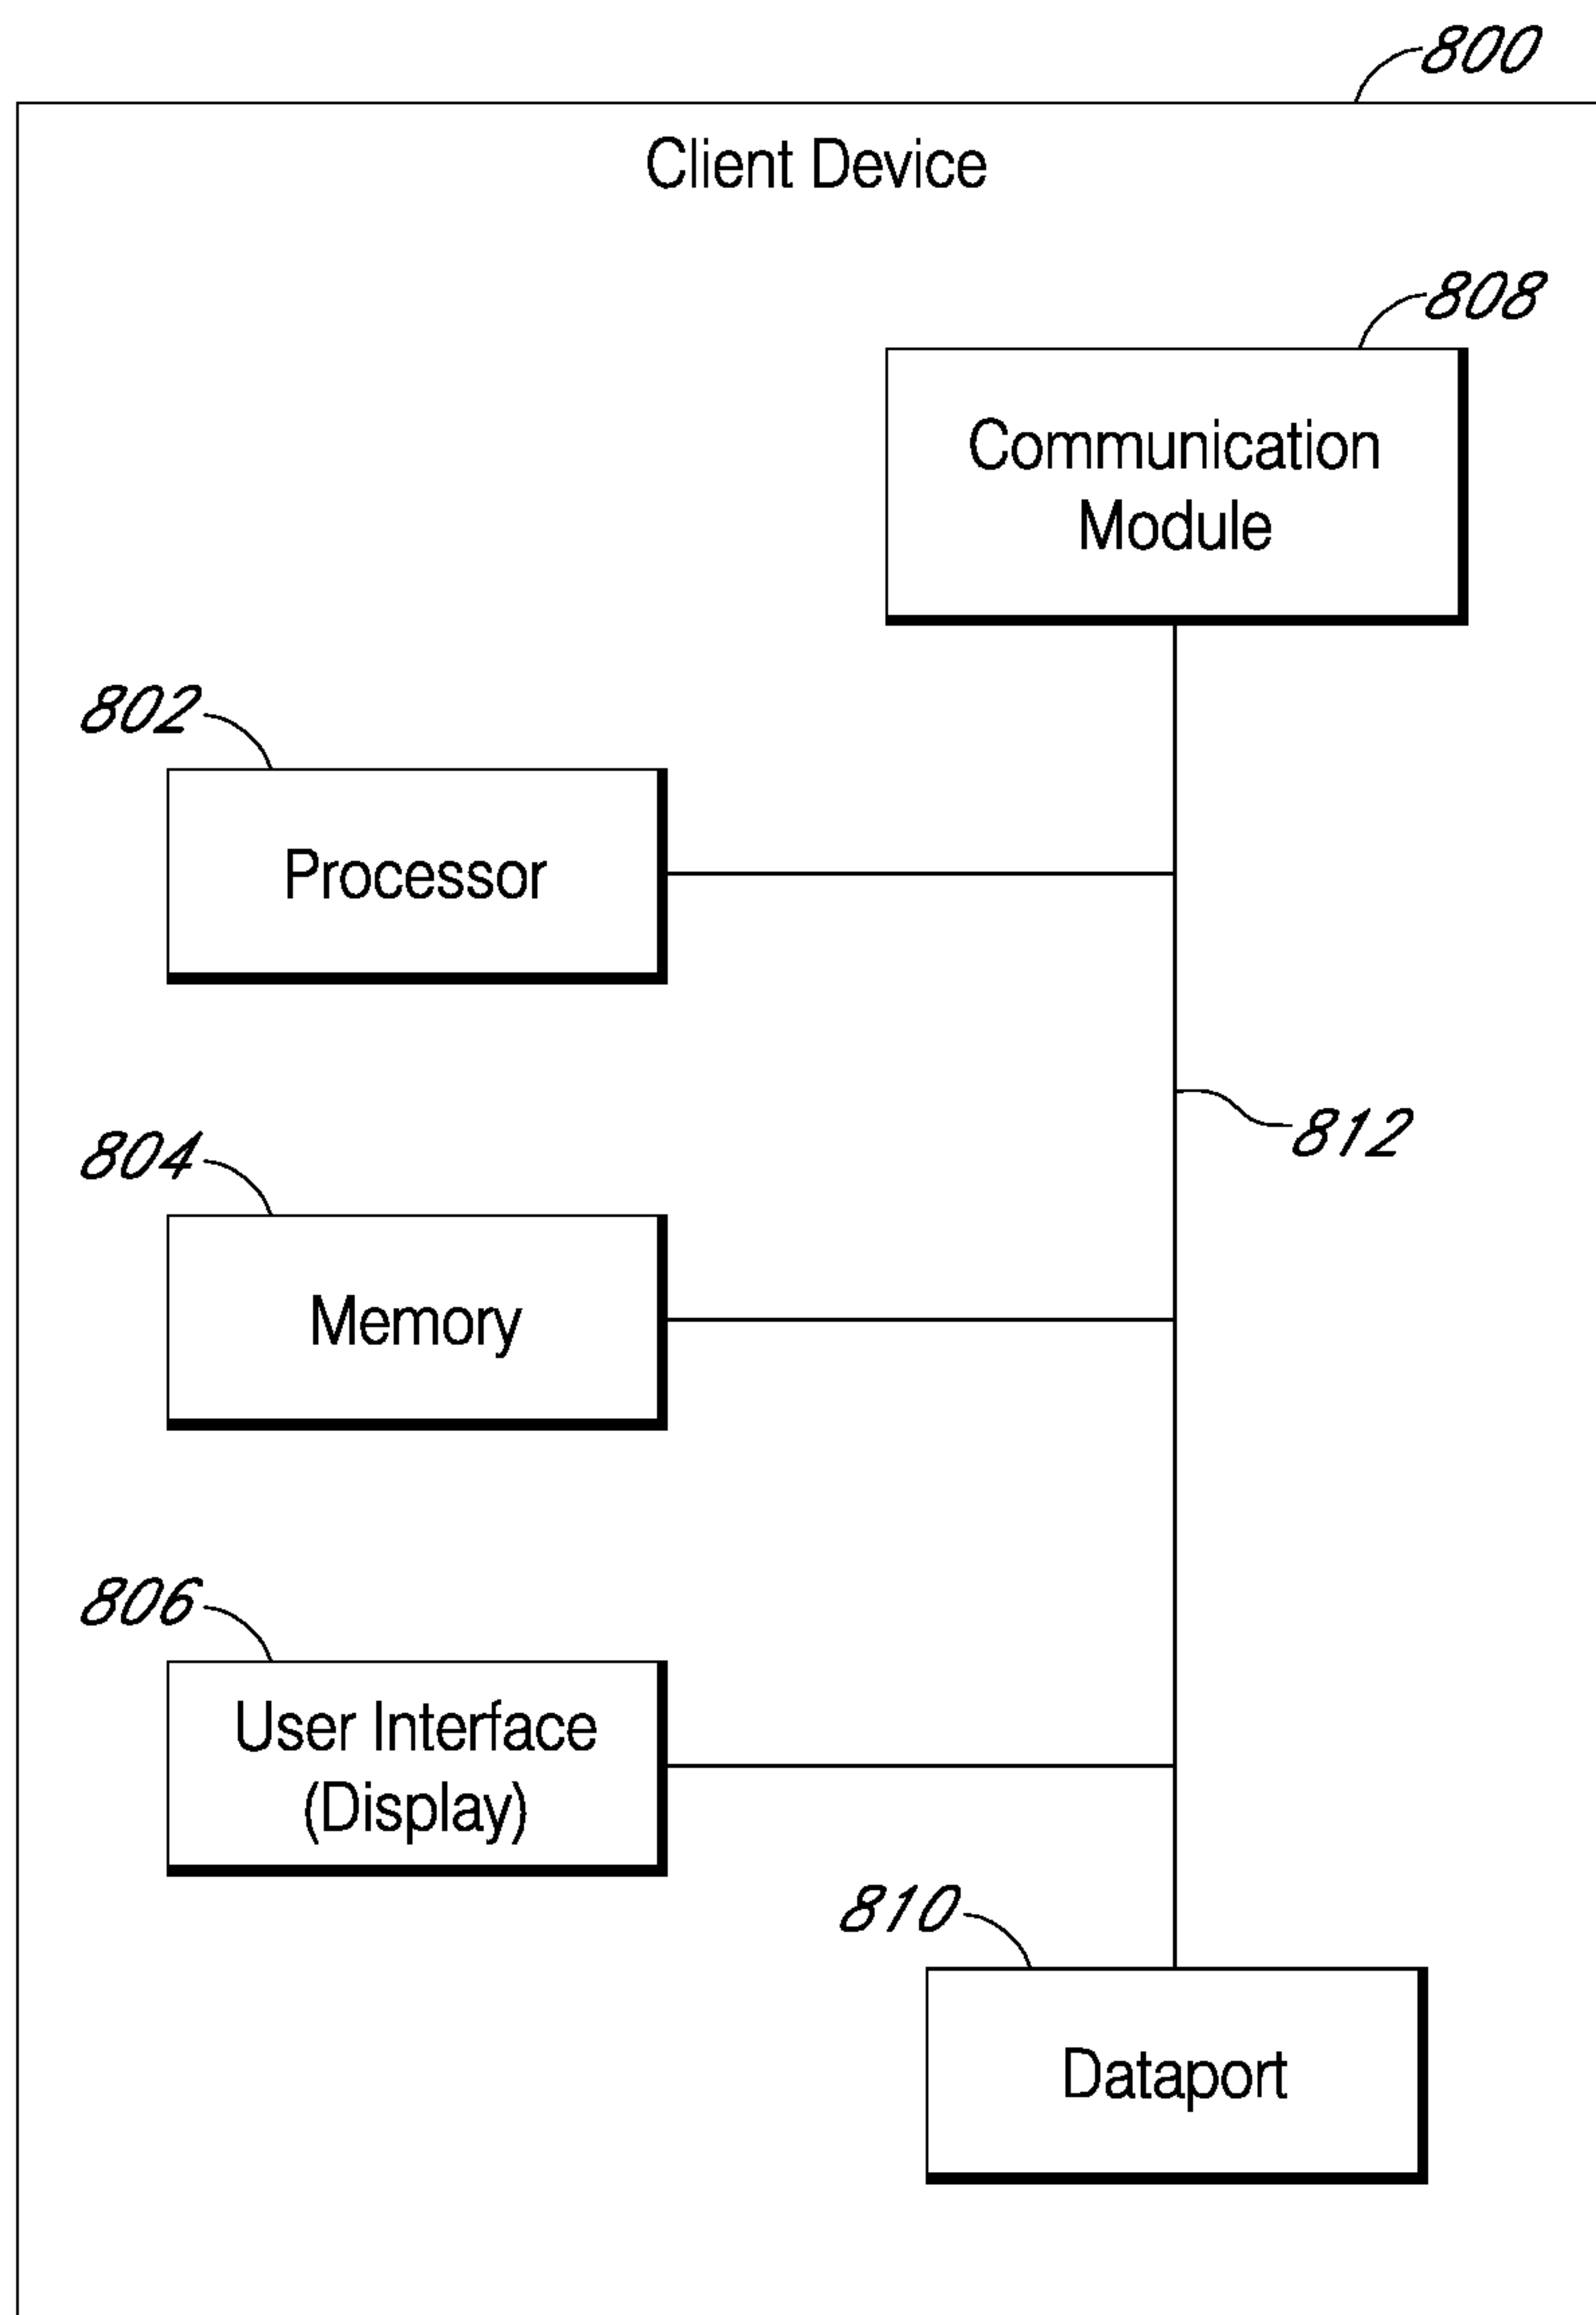 800
Client Device
808
Communication
Module
802
Processor
812
804
Memory
806
User Interface
(Display)
810
Dataport